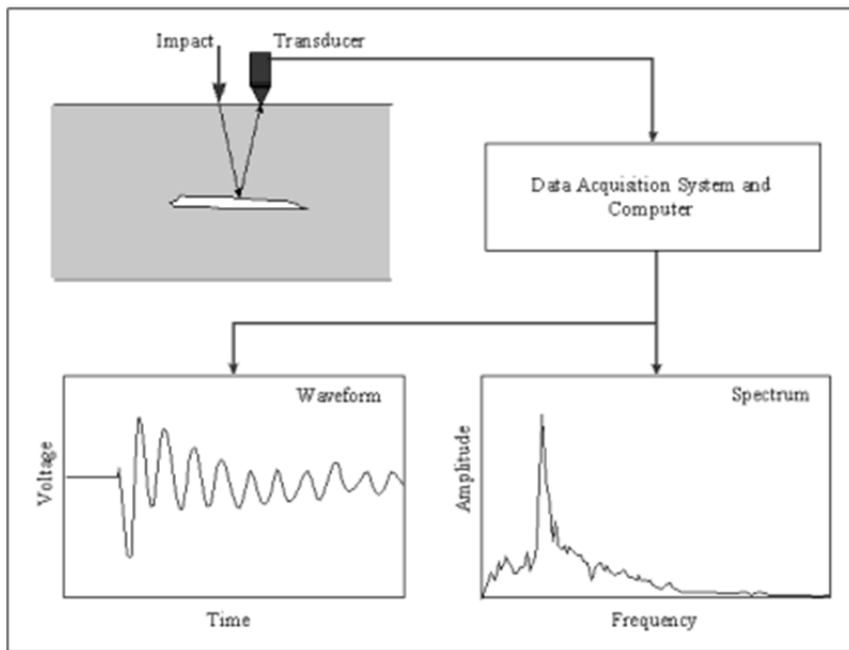 Impact
Transducer
Data Acquisition System and
Computer
Waveform
Voltage
Time
Spectrum
Amplitude
Frequency